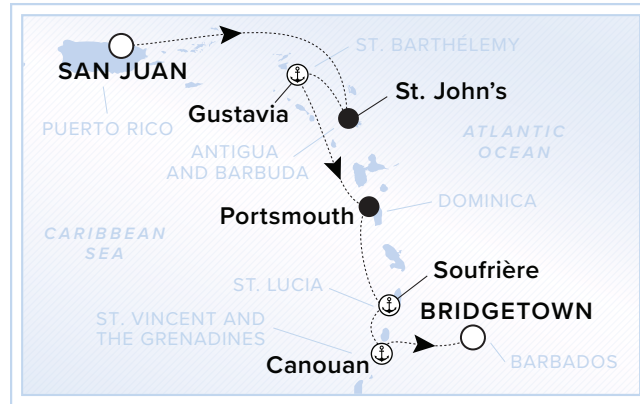 ST. BARTHÉLEMY
SAN JUAN
St. John's
Gustavia
PUERTO RICO
ATLANTIC
OCEAN
ANTIGUA
AND BARBUDA
DOMINICA
Portsmouth
CARIBBEAN
SEA
Soufrière
ST. LUCIA
BRIDGETOWN
ST. VINCENT AND
THE GRENADINES
BARBADOS
Canouan